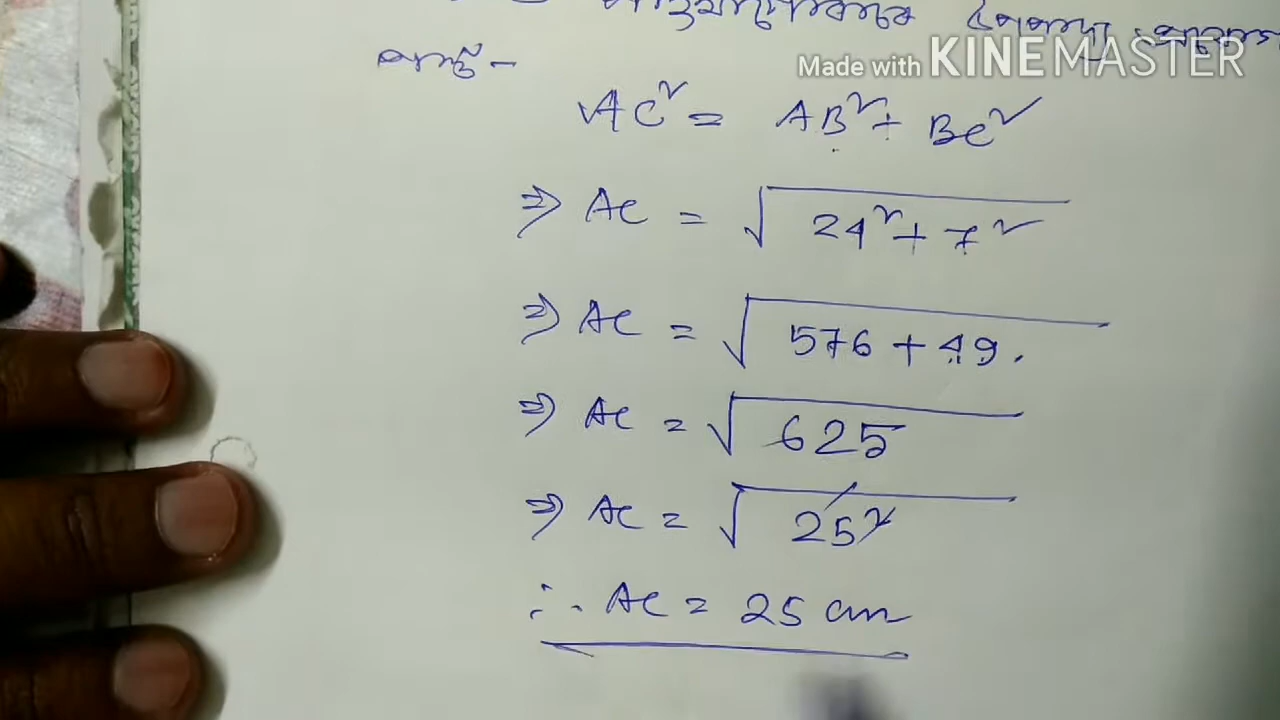 Made with KINEMASTER
AC² = AB² + BC²
⇒ AC = √24² + 7²
⇒ AC = √576 + 49.
⇒ AC = √625
⇒ AC = √25²
∴ AC = 25 cm